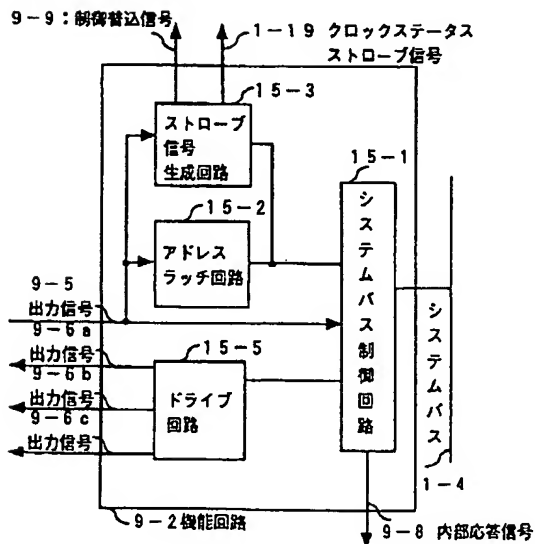 9-9：制御書込信号
1-19 クロックステータス
ストローブ信号
15-3
ストローブ
信号
生成回路
15-1
システムバス制御回路
15-2
アドレス
ラッチ回路
9-5
出力信号
9-6a
出力信号
9-6b
出力信号
9-6c
出力信号
15-5
ドライブ
回路
システムバス
1-4
9-2機能回路
9-8 内部応答信号